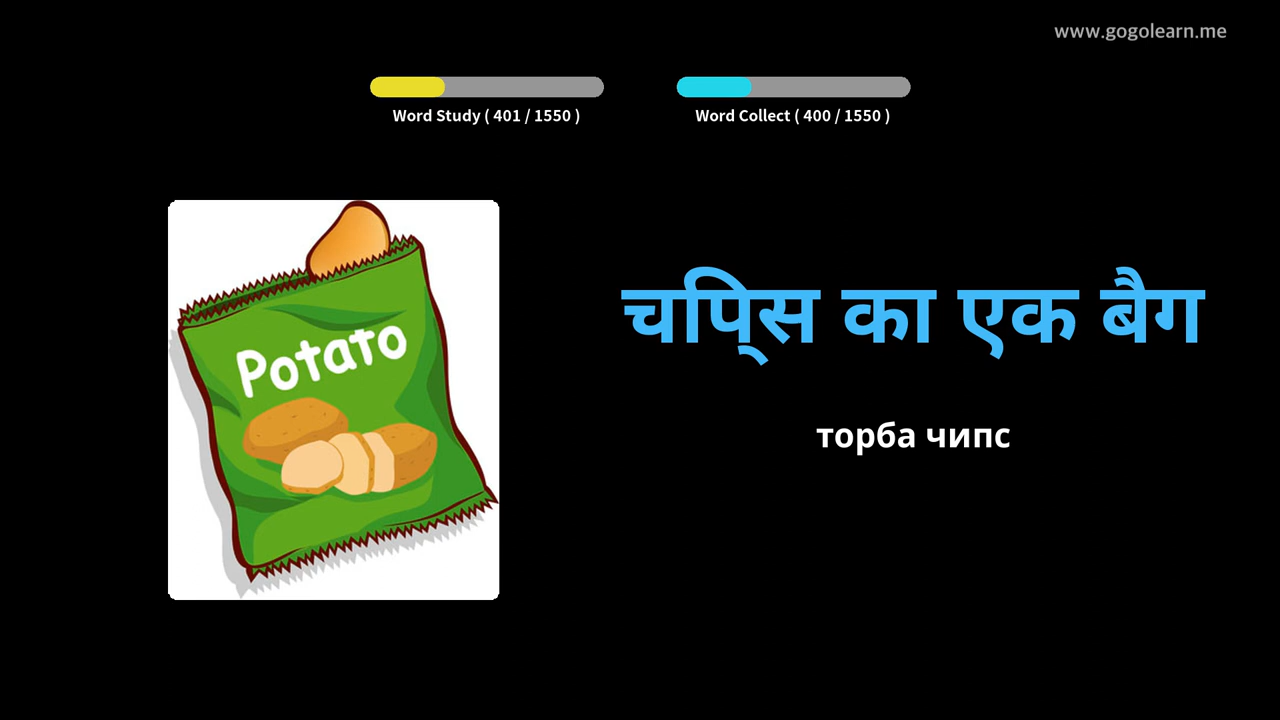 www.gogolearn.me
Word Study ( 401 / 1550 )
Word Collect ( 400 / 1550 )
Potato
चप्सि का एक बैग
торба чипс